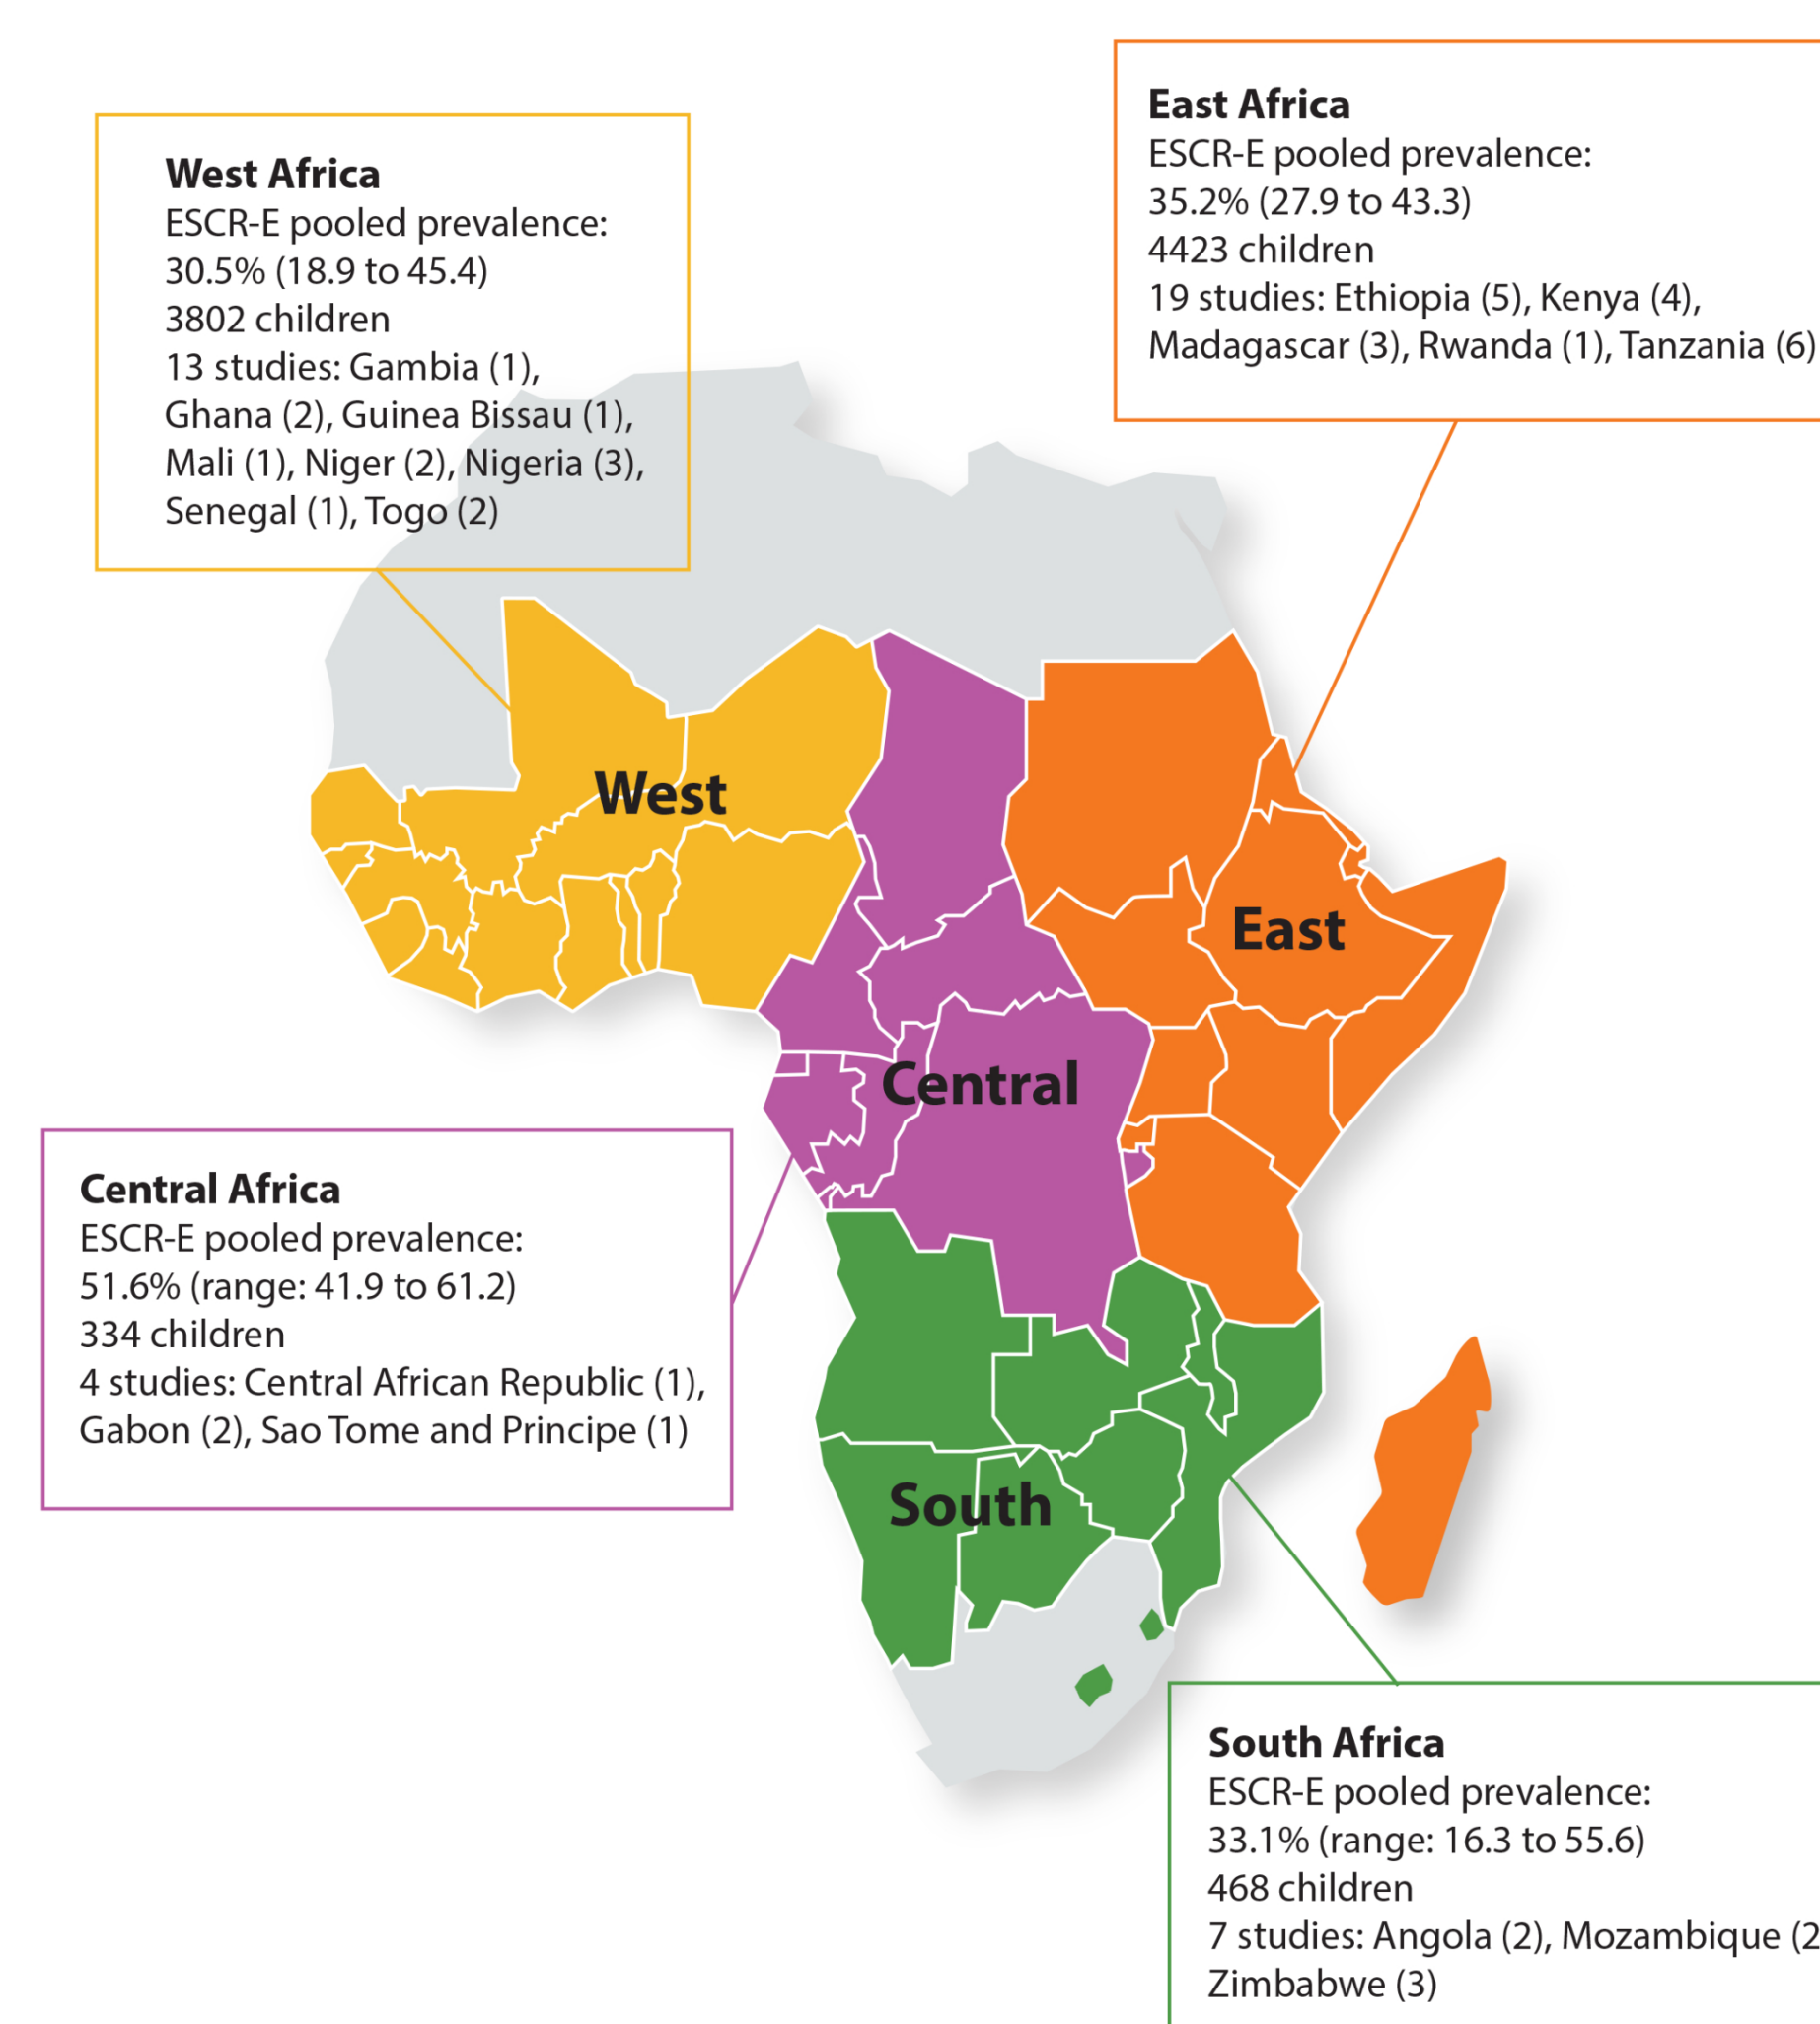 East Africa
ESCR-E pooled prevalence:
35.2% (27.9 to 43.3)
4423 children
19 studies: Ethiopia (5), Kenya (4),
Madagascar (3), Rwanda (1), Tanzania (6)
West Africa
ESCR-E pooled prevalence:
30.5% (18.9 to 45.4)
3802 children
13 studies: Gambia (1),
Ghana (2), Guinea Bissau (1),
Mali (1), Niger (2), Nigeria (3),
Senegal (1), Togo (2)
West
East
Central
Central Africa
ESCR-E pooled prevalence:
51.6% (range: 41.9 to 61.2)
334 children
4 studies: Central African Republic (1),
Gabon (2), Sao Tome and Principe (1)
South
South Africa
ESCR-E pooled prevalence:
33.1% (range: 16.3 to 55.6)
468 children
7 studies: Angola (2), Mozambique (2
Zimbabwe (3)